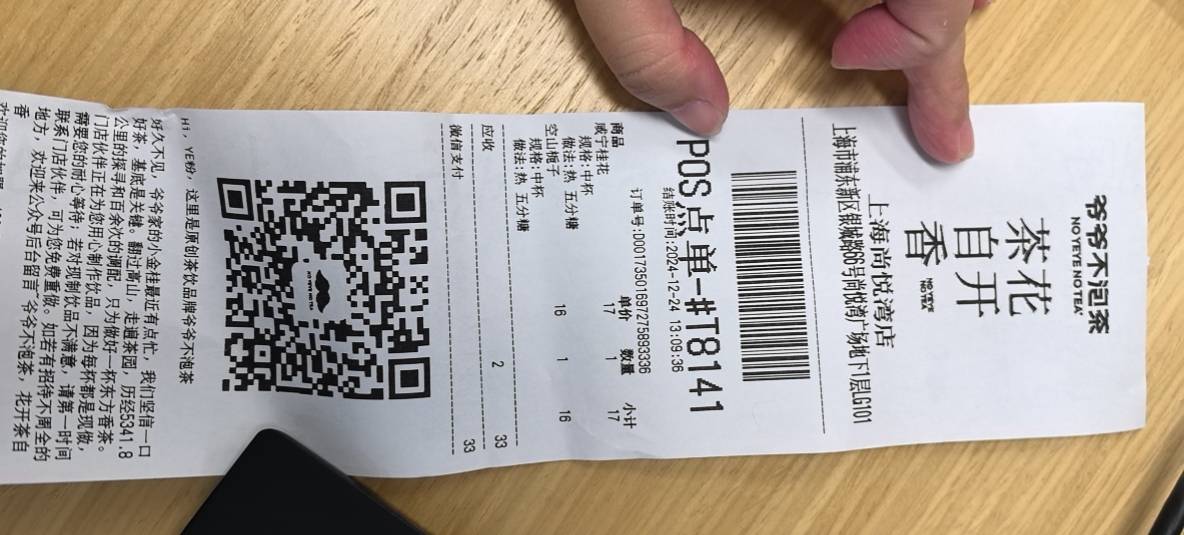 爷爷不泡茶
NO YEYE NO TEA
茶花
自开
香
上海尚悦湾店
上海市浦东新区银城路66号尚悦湾广场地下1层LG101
POS点单-#T8141
结账时间:2024-12-24 13:09:36
订单号:D0017350169727589336
商品 单价 数量 小计
咸宁桂花 17 1 17
规格:中杯
做法:热 五分糖
空山栀子 16 1 16
规格:中杯
做法:热 五分糖
应收 2 33
微信支付 33
Hi. YE粉: 这里是原创茶饮品牌爷爷不泡茶
好久不见, 爷爷家的小金桂最近有点忙, 我们坚信一口
好茶, 基底是关键。翻过高山, 走遍茶园, 历经5341.8
公里的探寻和百余次的调配, 只为做好一杯东方香茶。
门店伙伴正在为您用心制作饮品, 因为每杯都是现做,
需要您的耐心等待; 若对现制饮品不满意, 请第一时间
联系门店伙伴, 可为您免费重做。如若有招待不周全的
地方, 欢迎来公众号后台留言~爷爷不泡茶, 花开茶自
香